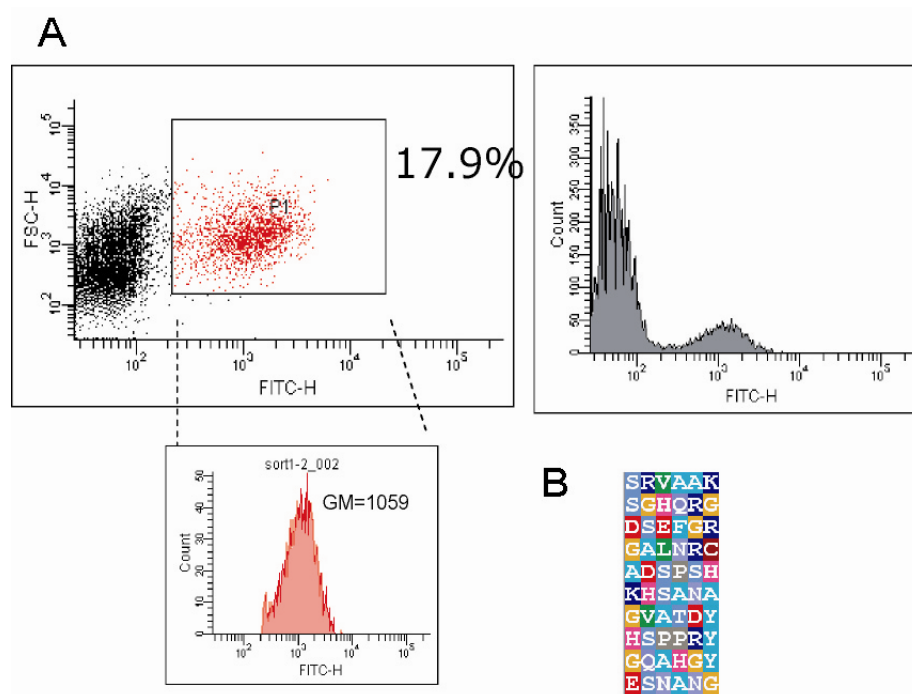 A
FSC-H
10^5
10^4
10^3
10^2
P1
17.9%
10^2 10^3 10^4 10^5
FITC-H
Count
350
300
250
200
150
100
50
0
10^2 10^3 10^4 10^5
FITC-H
sort1-2_002
GM=1059
Count
50
40
30
20
10
0
10^2 10^3 10^4 10^5
FITC-H
B
SRVAAK
SGHQRG
DSEFGR
GALNRC
ADSPSH
KHSANA
GVATDY
HSPPRY
GQAHGY
ESNANG